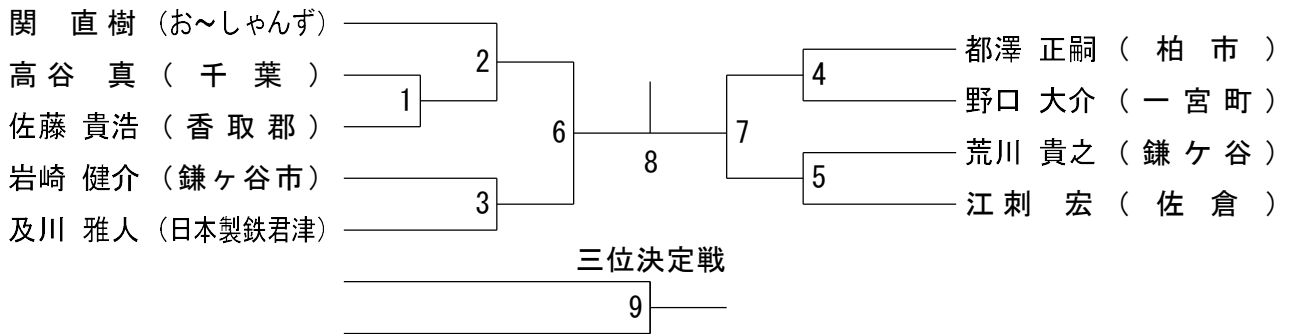 関 直樹 (お～しゃんず)
高谷 真 ( 千葉 )
佐藤 貴浩 ( 香取郡 )
岩崎 健介 (鎌ヶ谷市)
及川 雅人 (日本製鉄君津)
1
2
3
6
8
7
4
5
都澤 正嗣 ( 柏市 )
野口 大介 ( 一宮町 )
荒川 貴之 ( 鎌ケ谷 )
江刺 宏 ( 佐倉 )
三位決定戦
9